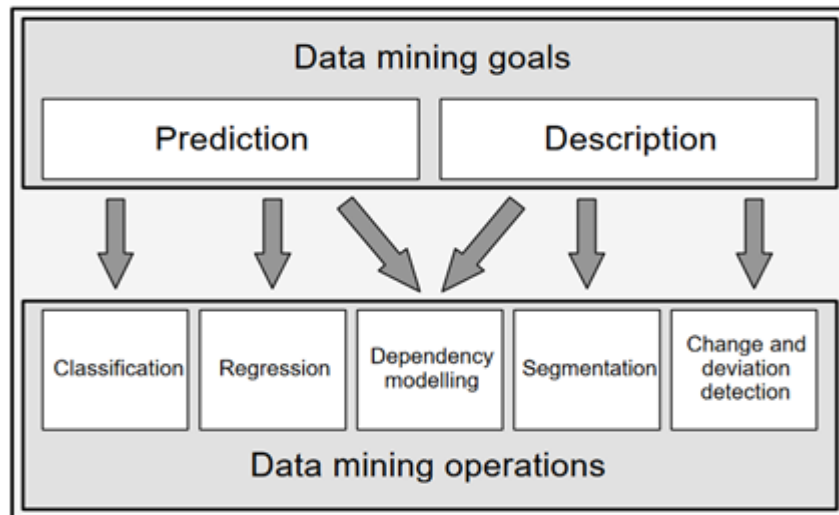 Data mining goals
Prediction
Description
Classification
Regression
Dependency
modelling
Segmentation
Change and
deviation
detection
Data mining operations